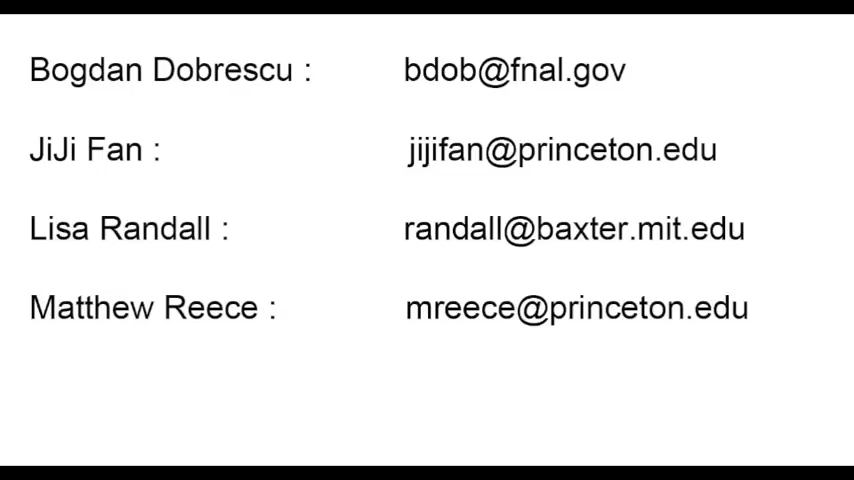 Bogdan Dobrescu : bdob@fnal.gov
JiJi Fan : jijifan@princeton.edu
Lisa Randall : randall@baxter.mit.edu
Matthew Reece : mreece@princeton.edu